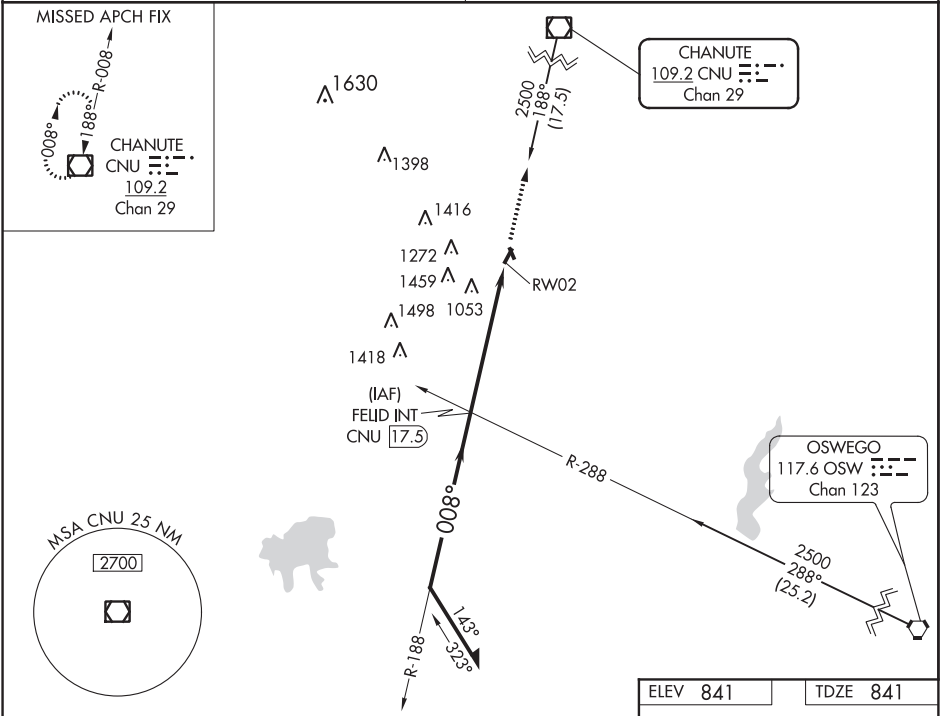 MISSED APCH FIX
R-008
188°
008°
CHANUTE
CNU
109.2
Chan 29
1630
1398
1416
1272
1459
1053
1498
1418
2500
188°
(17.5)
CHANUTE
109.2 CNU
Chan 29
RW02
(IAF)
FELID INT
CNU 17.5
R-288
OSWEGO
117.6 OSW
Chan 123
2500
288°
(25.2)
008°
MSA CNU 25 NM
2700
143°
323°
R-188
ELEV 841
TDZE 841